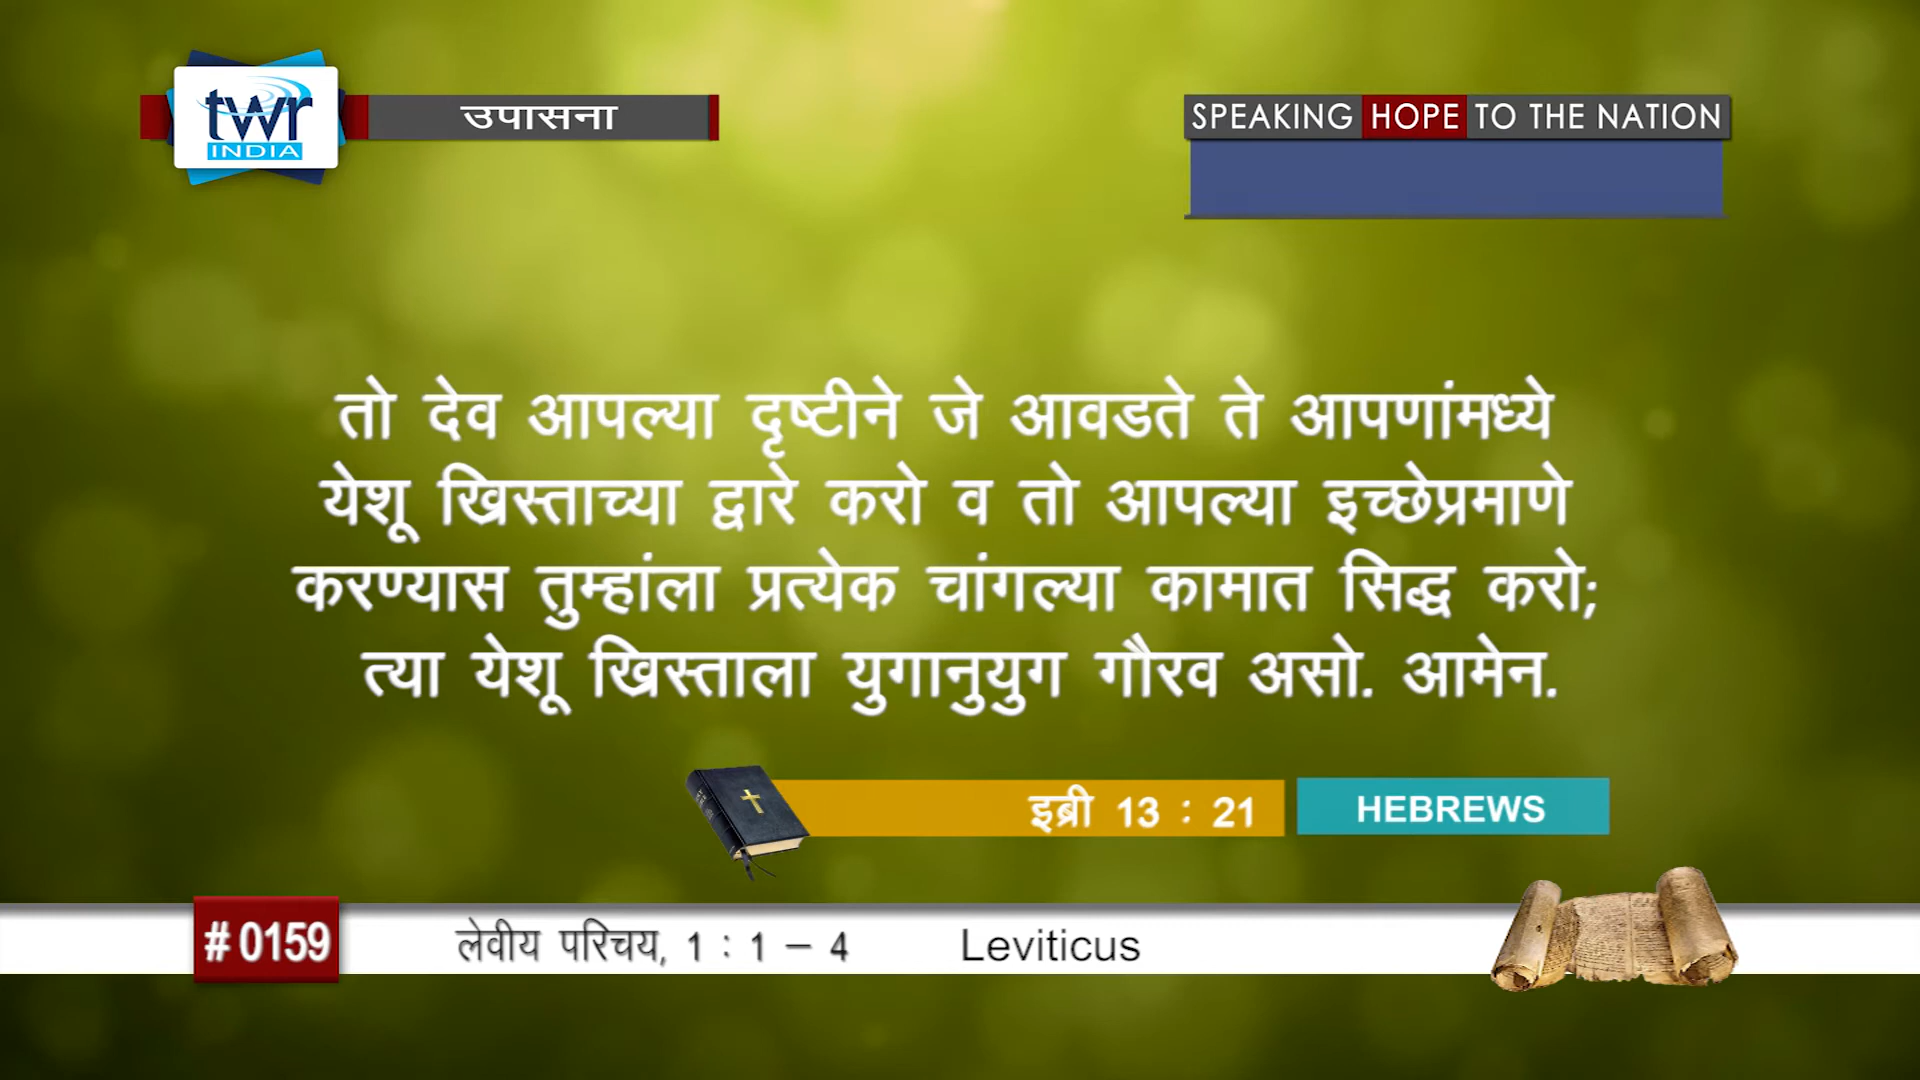 twr
INDIA
उपासना
SPEAKING HOPE TO THE NATION
तो देव आपल्या दृष्टीने जे आवडते ते आपणांमध्ये
येशू ख्रिस्ताच्या द्वारे करो व तो आपल्या इच्छेप्रमाणे
करण्यास तुम्हांला प्रत्येक चांगल्या कामात सिद्ध करो;
त्या येशू ख्रिस्ताला युगानुयुग गौरव असो. आमेन.
इब्री 13 : 21
HEBREWS
# 0159
लेवीय परिचय, 1 : 1 – 4
Leviticus